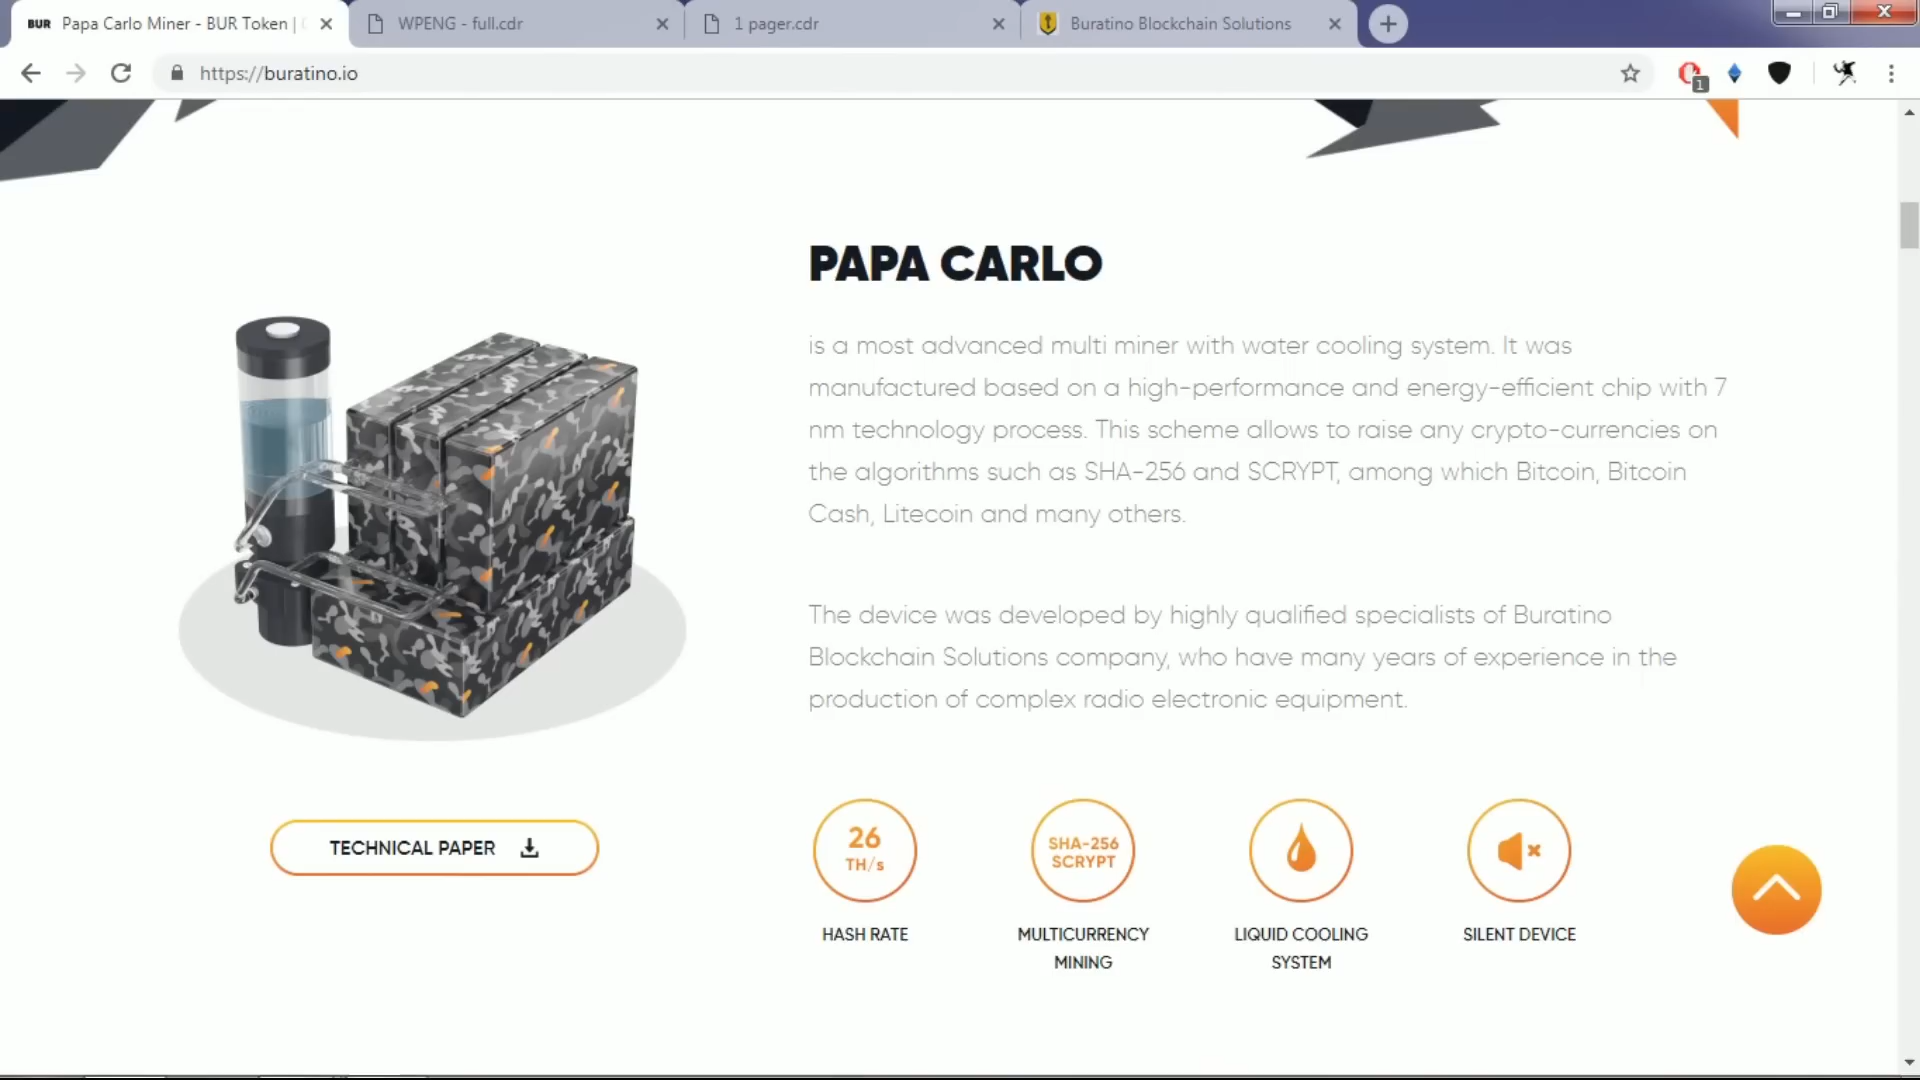 BUR Papa Carlo Miner - BUR Token |
WPENG - full.cdr
1 pager.cdr
Buratino Blockchain Solutions
https://buratino.io
1
PAPA CARLO
is a most advanced multi miner with water cooling system. It was
manufactured based on a high-performance and energy-efficient chip with 7
nm technology process. This scheme allows to raise any crypto-currencies on
the algorithms such as SHA-256 and SCRYPT, among which Bitcoin, Bitcoin
Cash, Litecoin and many others.
The device was developed by highly qualified specialists of Buratino
Blockchain Solutions company, who have many years of experience in the
production of complex radio electronic equipment.
TECHNICAL PAPER
26
TH/s
HASH RATE
SHA-256
SCRYPT
MULTICURRENCY
MINING
LIQUID COOLING
SYSTEM
SILENT DEVICE